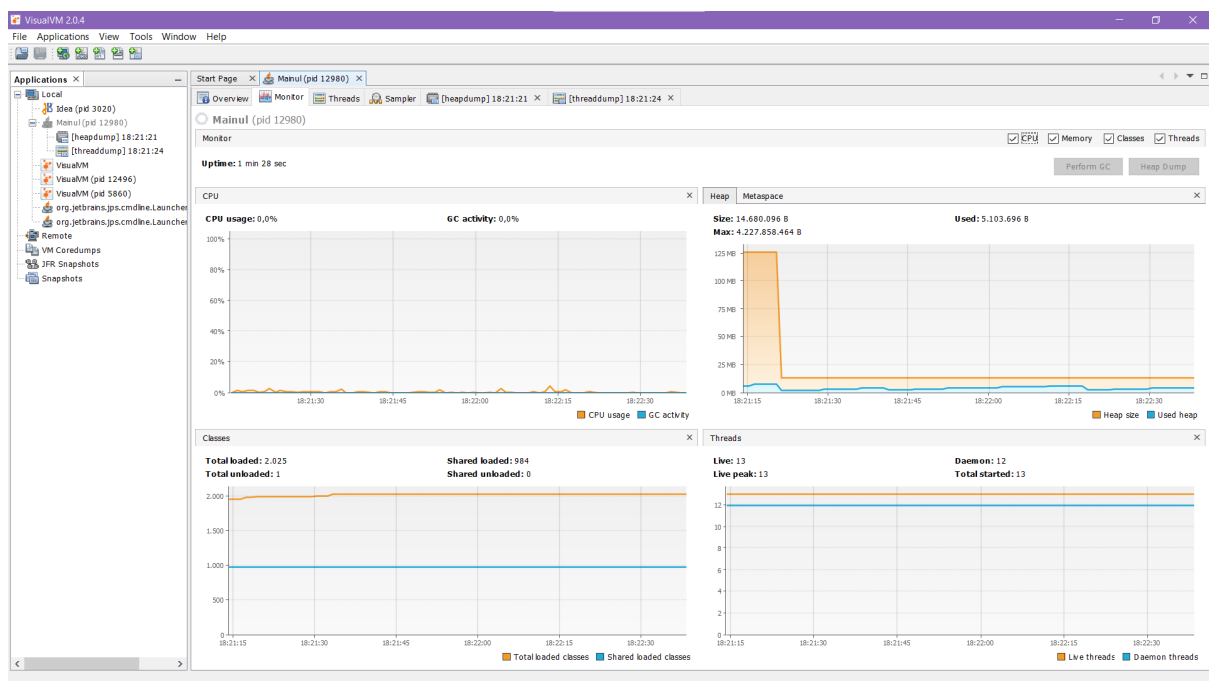 VisualVM 2.0.4
File Applications View Tools Window Help
Applications
Local
Idea (pid 3020)
Mainul (pid 12980)
[heapdump] 18:21:21
[threaddump] 18:21:24
VisualVM
VisualVM (pid 12496)
VisualVM (pid 5860)
org.jetbrains.jps.cmdline.Launcher
org.jetbrains.jps.cmdline.Launcher
Remote
VM Coredumps
JFR Snapshots
Snapshots
Start Page Mainul (pid 12980)
Overview Monitor Threads Sampler [heapdump] 18:21:21 [threaddump] 18:21:24
Mainul (pid 12980)
Monitor CPU Memory Classes Threads
Uptime: 1 min 28 sec
Perform GC Heap Dump
CPU
CPU usage: 0,0% GC activity: 0,0%
100%
80%
60%
40%
20%
0%
18:21:30 18:21:45 18:22:00 18:22:15 18:22:30
CPU usage GC activity
Heap Metaspace
Size: 14.680.096 B Used: 5.103.696 B
Max: 4.227.858.464 B
125 MB
100 MB
75 MB
50 MB
25 MB
0 MB
18:21:15 18:21:30 18:21:45 18:22:00 18:22:15 18:22:30
Heap size Used heap
Classes
Total loaded: 2.025 Shared loaded: 984
Total unloaded: 1 Shared unloaded: 0
2.000
1.500
1.000
500
0
18:21:15 18:21:30 18:21:45 18:22:00 18:22:15 18:22:30
Total loaded classes Shared loaded classes
Threads
Live: 13 Daemon: 12
Live peak: 13 Total started: 13
12
10
8
6
4
2
0
18:21:15 18:21:30 18:21:45 18:22:00 18:22:15 18:22:30
Live threads Daemon threads